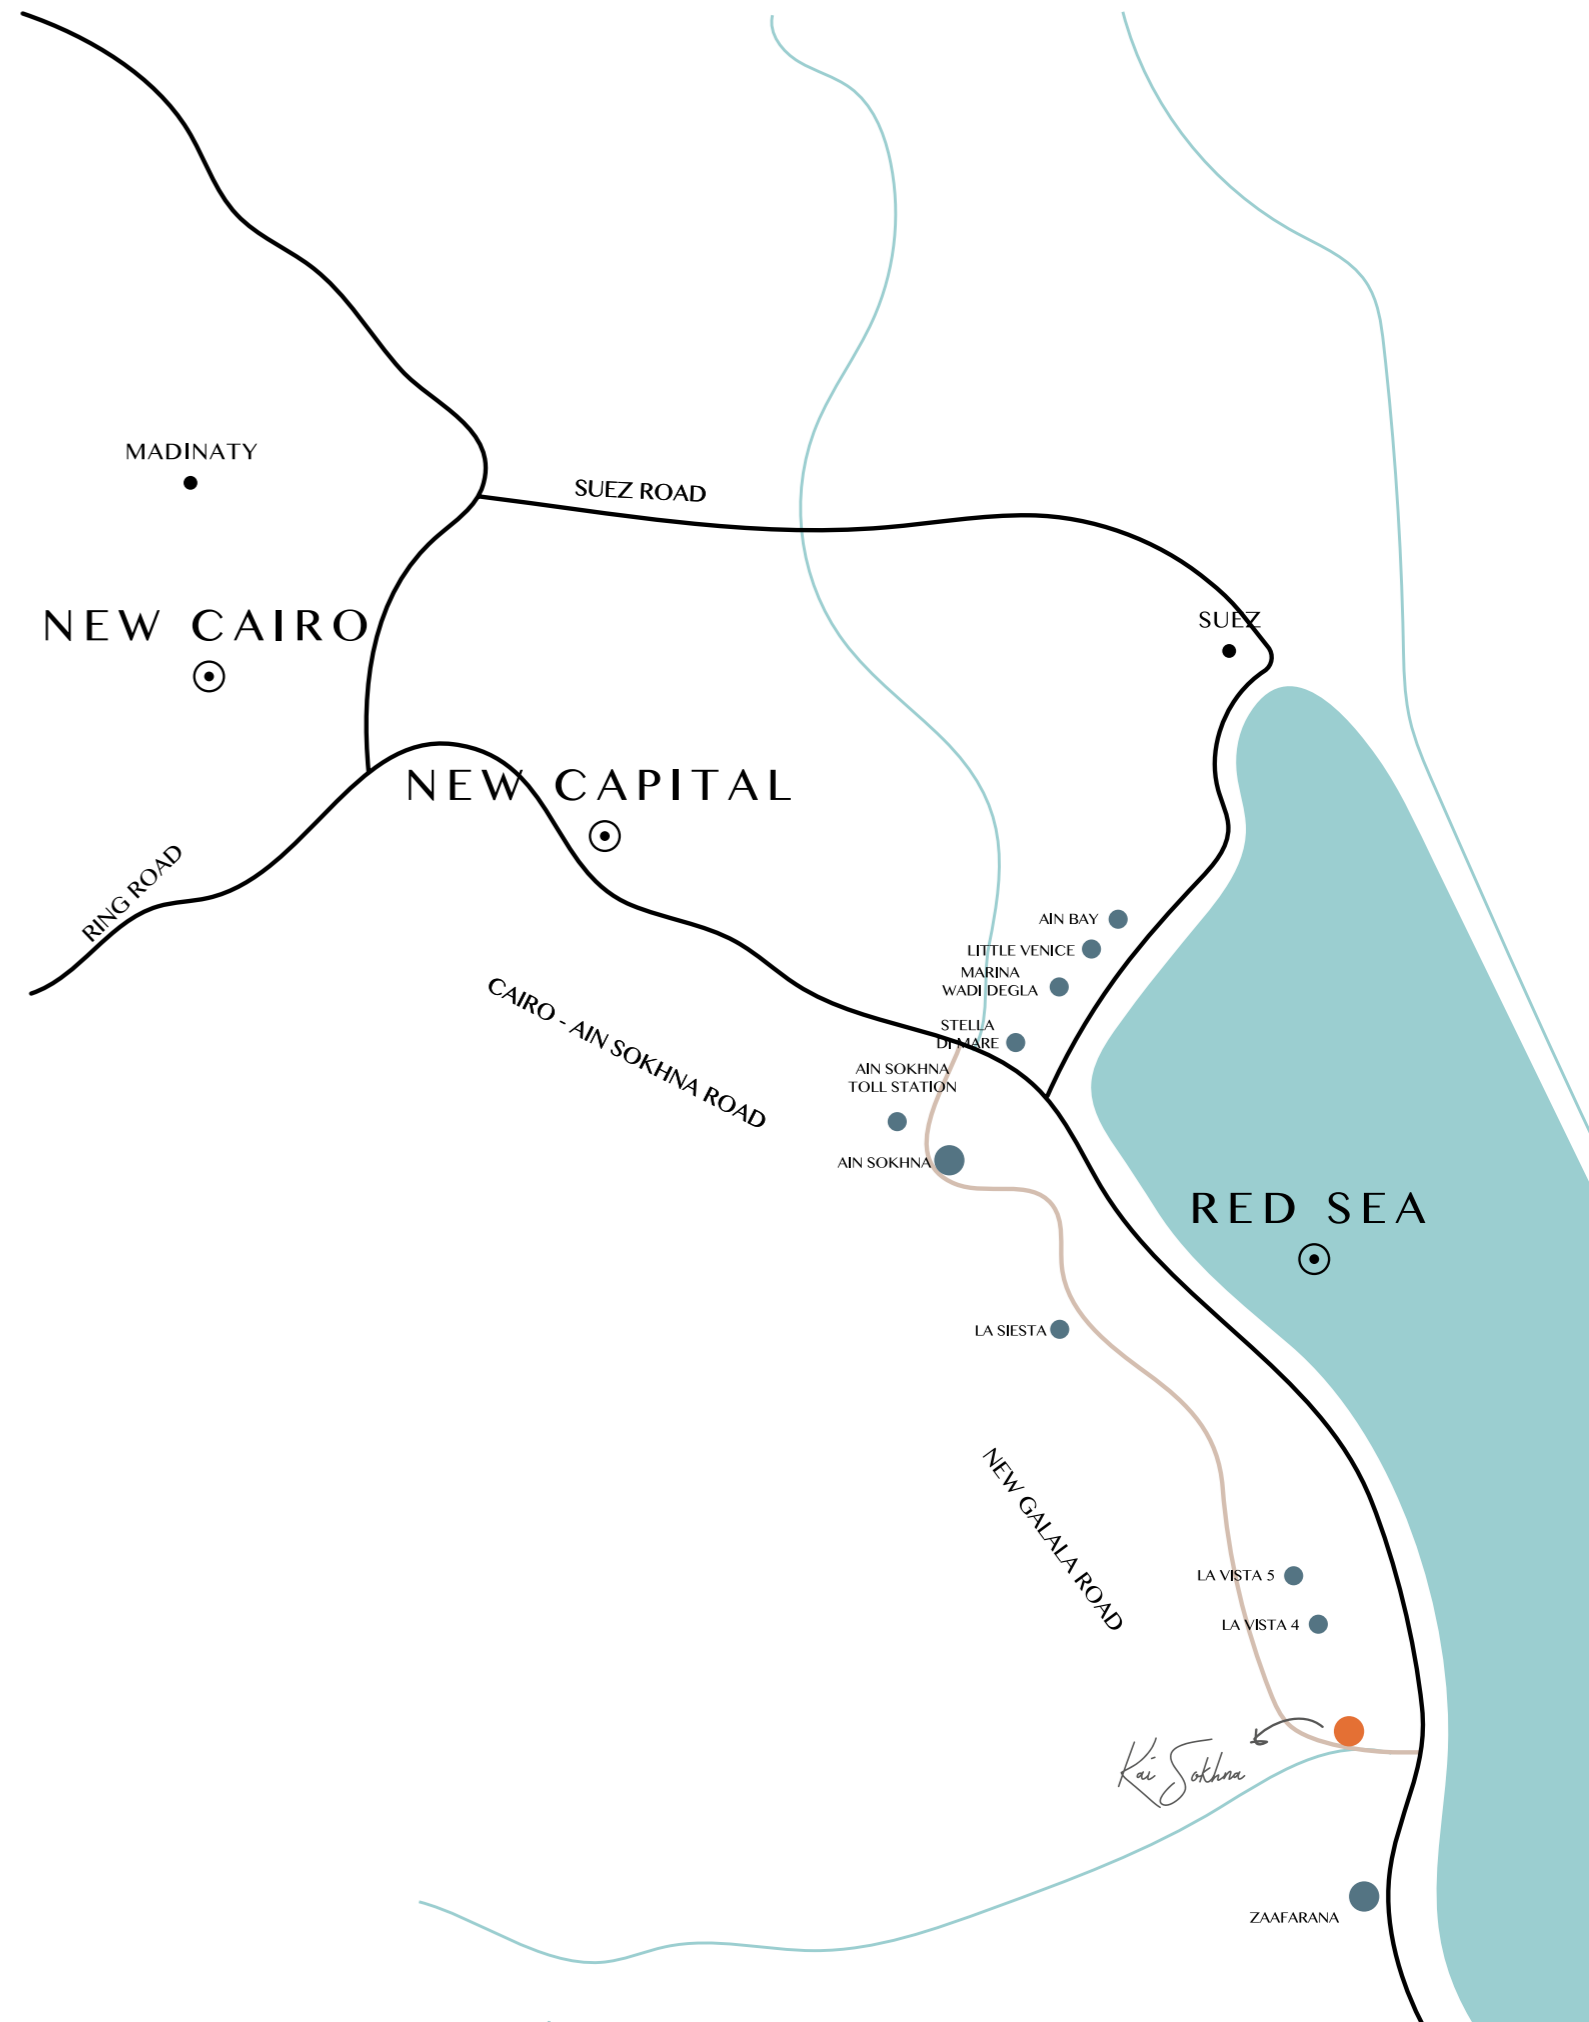 MADINATY
SUEZ ROAD
NEW CAIRO
SUEZ
NEW CAPITAL
RING ROAD
AIN BAY
LITTLE VENICE
MARINA
WADI DEGLA
CAIRO - AIN SOKHNA ROAD
STELLA
DI MARE
AIN SOKHNA
TOLL STATION
AIN SOKHNA
RED SEA
LA SIESTA
NEW GALALA ROAD
LA VISTA 5
LA VISTA 4
Kai Sokhna
ZAAFARANA